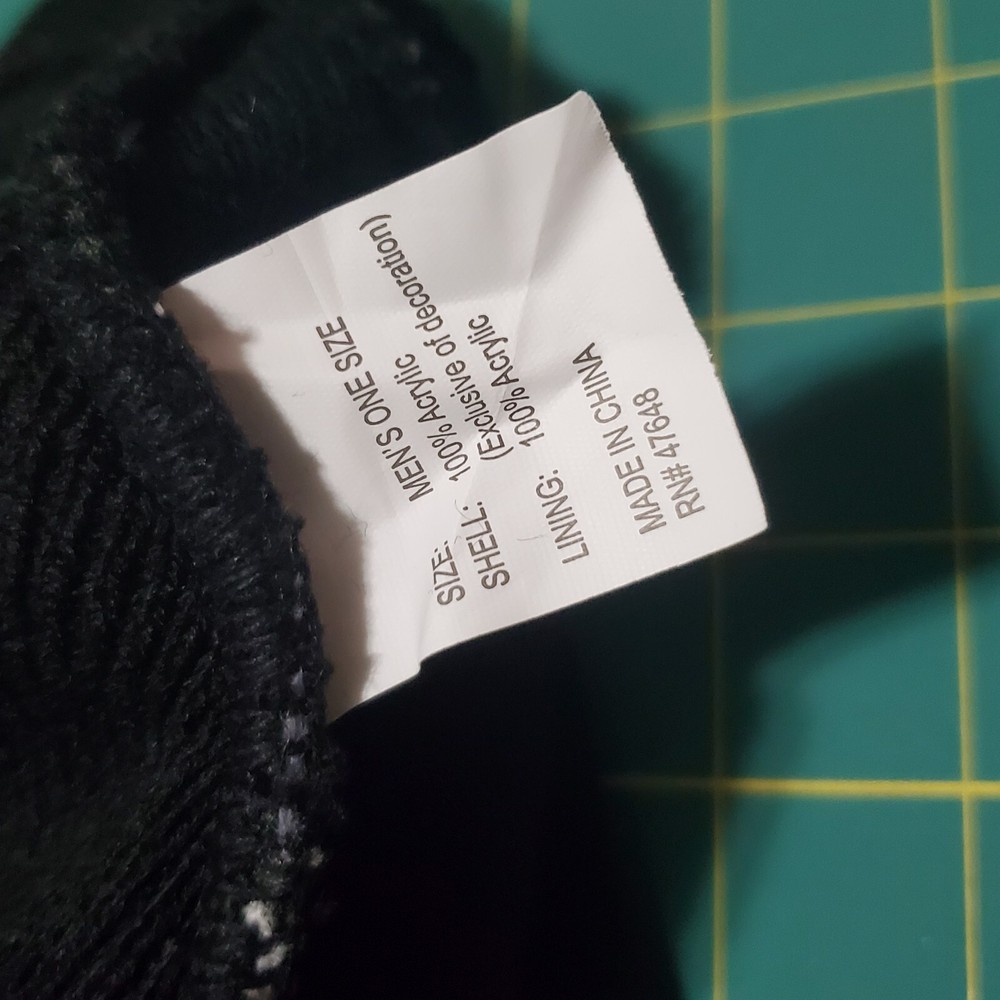 SIZE: MEN'S ONE SIZE
SHELL: 100% Acrylic
(Exclusive of decoration)
LINING: 100% Acrylic
MADE IN CHINA
RN# 47648